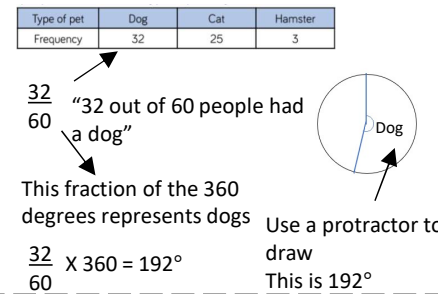 Type of pet Dog Cat Hamster
Frequency 32 25 3
32
60
“32 out of 60 people had
a dog”
Dog
This fraction of the 360
degrees represents dogs
32
60
X 360 = 192°
Use a protractor to
draw
This is 192°